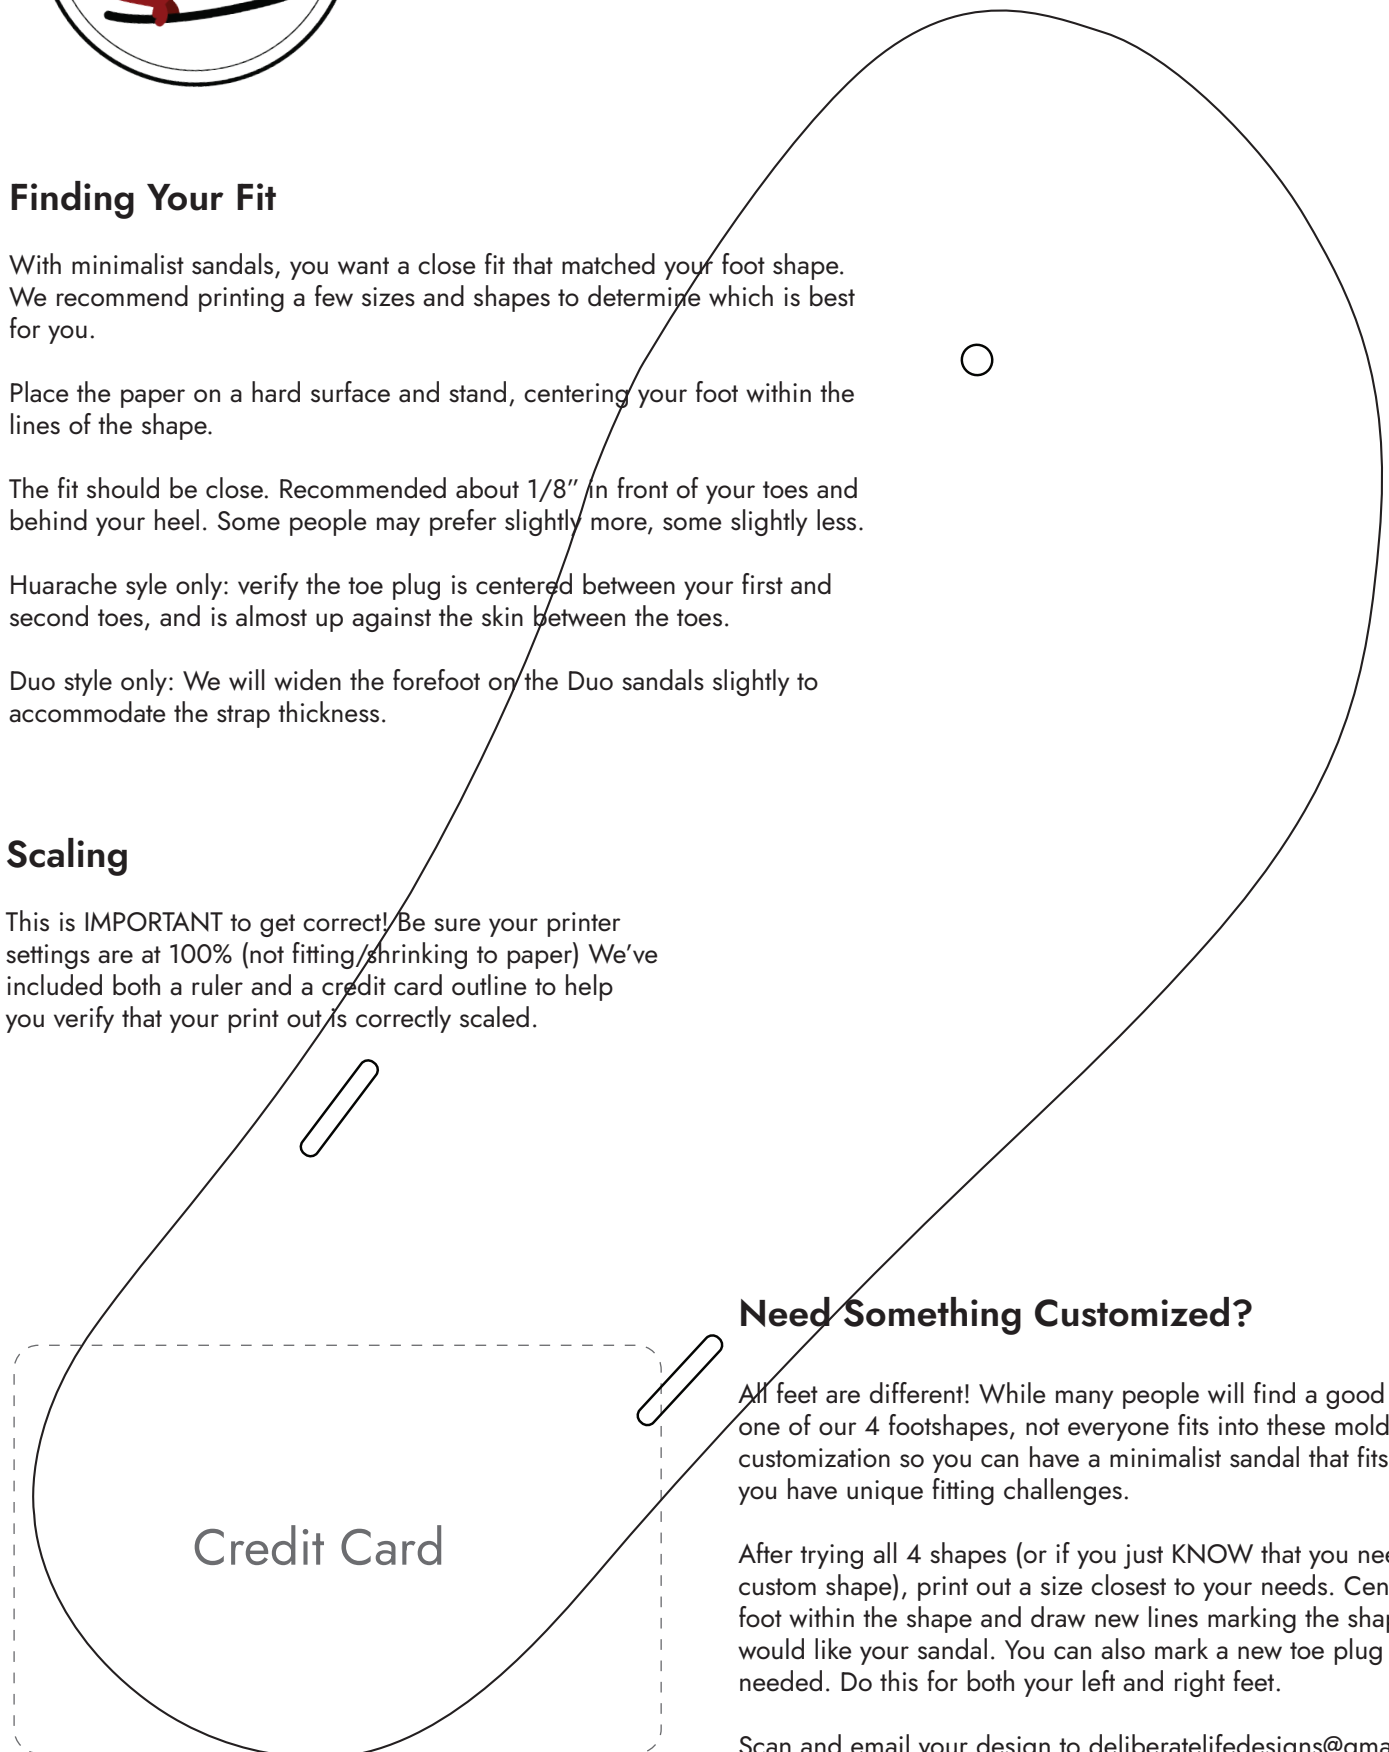 Finding Your Fit
With minimalist sandals, you want a close fit that matched your foot shape.
We recommend printing a few sizes and shapes to determine which is best
for you.
Place the paper on a hard surface and stand, centering your foot within the
lines of the shape.
The fit should be close. Recommended about 1/8” in front of your toes and
behind your heel. Some people may prefer slightly more, some slightly less.
Huarache syle only: verify the toe plug is centered between your first and
second toes, and is almost up against the skin between the toes.
Duo style only: We will widen the forefoot on the Duo sandals slightly to
accommodate the strap thickness.
Scaling
This is IMPORTANT to get correct! Be sure your printer
settings are at 100% (not fitting/shrinking to paper) We’ve
included both a ruler and a credit card outline to help
you verify that your print out is correctly scaled.
Credit Card
Need Something Customized?
All feet are different! While many people will find a good
one of our 4 footshapes, not everyone fits into these mold
customization so you can have a minimalist sandal that fits
you have unique fitting challenges.
After trying all 4 shapes (or if you just KNOW that you nee
custom shape), print out a size closest to your needs. Cen
foot within the shape and draw new lines marking the shap
would like your sandal. You can also mark a new toe plug
needed. Do this for both your left and right feet.
Scan and email your design to deliberatelifedesigns@gma